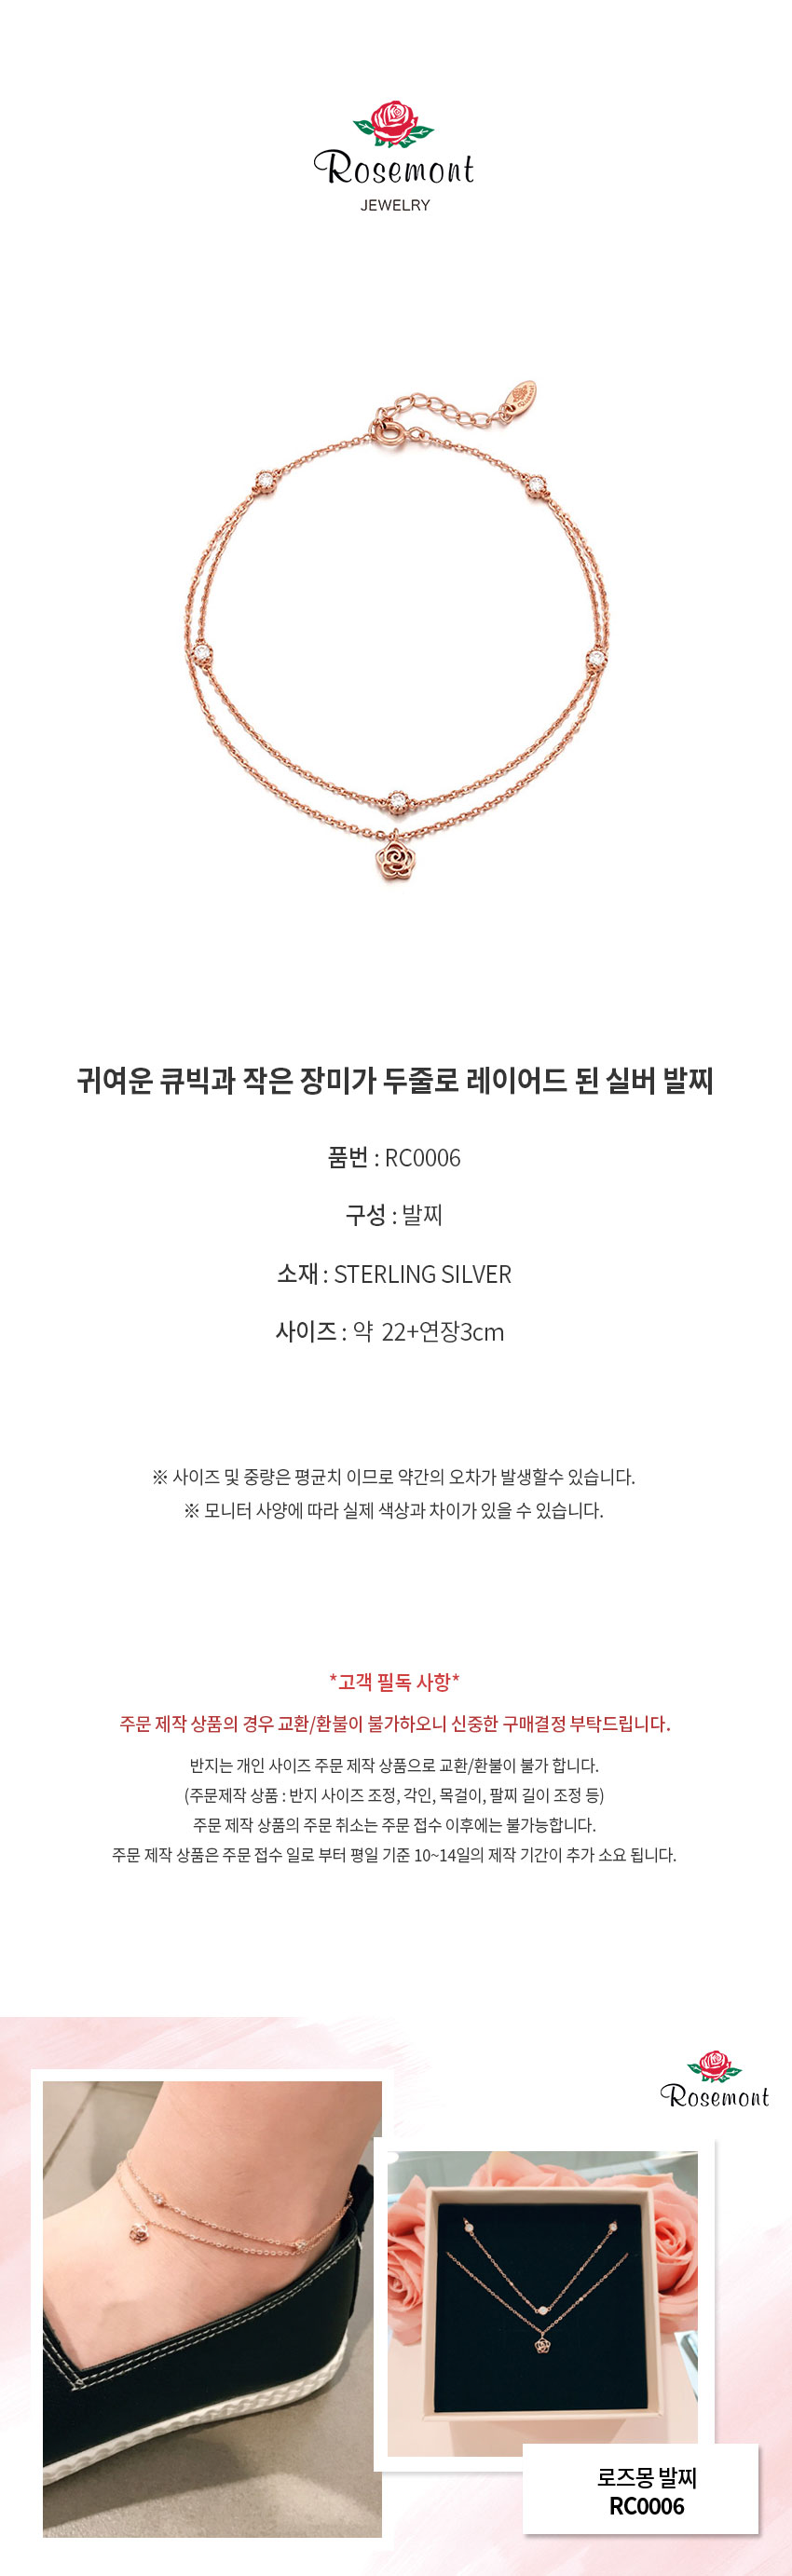 Rosemont
JEWELRY
귀여운 큐빅과 작은 장미가 두줄로 레이어드 된 실버 발찌
품번 : RC0006
구성 : 발찌
소재 : STERLING SILVER
사이즈 : 약 22+연장3cm
※ 사이즈 및 중량은 평균치 이므로 약간의 오차가 발생할수 있습니다.
※ 모니터 사양에 따라 실제 색상과 차이가 있을 수 있습니다.
*고객 필독 사항*
주문 제작 상품의 경우 교환/환불이 불가하오니 신중한 구매결정 부탁드립니다.
반지는 개인 사이즈 주문 제작 상품으로 교환/환불이 불가 합니다.
(주문제작 상품 : 반지 사이즈 조정, 각인, 목걸이, 팔찌 길이 조정 등)
주문 제작 상품의 주문 취소는 주문 접수 이후에는 불가능합니다.
주문 제작 상품은 주문 접수 일로 부터 평일 기준 10~14일의 제작 기간이 추가 소요 됩니다.
Rosemont
로즈몽 발찌
RC0006